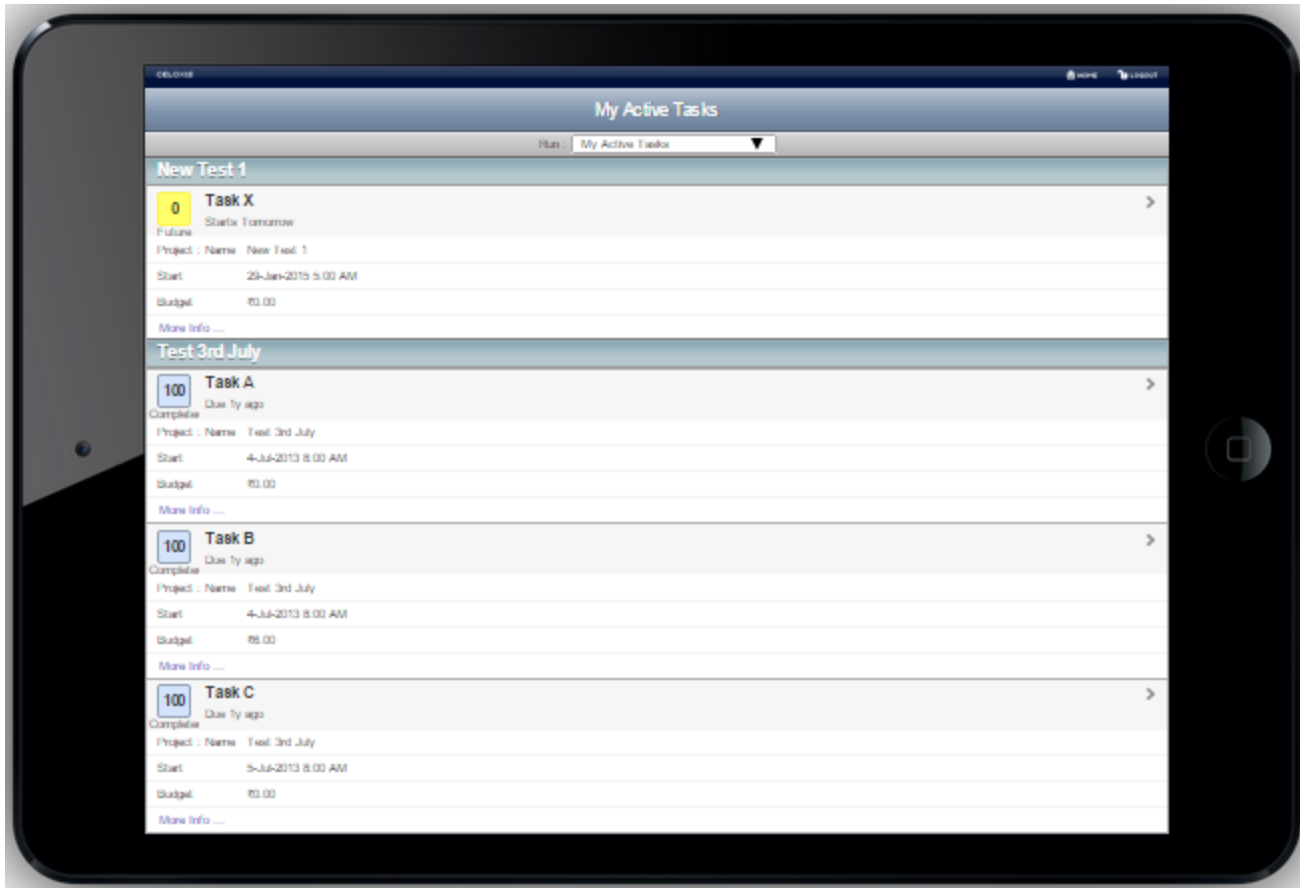 CELOXIS HOME LOGOUT
My Active Tasks
Run : My Active Tasks
New Test 1
0 Task X
Starts Tomorrow
Future
Project : Name New Test 1
Start 29-Jan-2015 5:00 AM
Budget ₹0.00
More Info ....
Test 3rd July
100 Task A
Due 1y ago
Complete
Project : Name Test 3rd July
Start 4-Jul-2013 8:00 AM
Budget ₹0.00
More Info ....
100 Task B
Due 1y ago
Complete
Project : Name Test 3rd July
Start 4-Jul-2013 8:00 AM
Budget
More Info ....
100 Task C
Due 1y ago
Complete
Project : Name Test 3rd July
Start 5-Jul-2013 8:00 AM
Budget ₹0.00
More Info ....